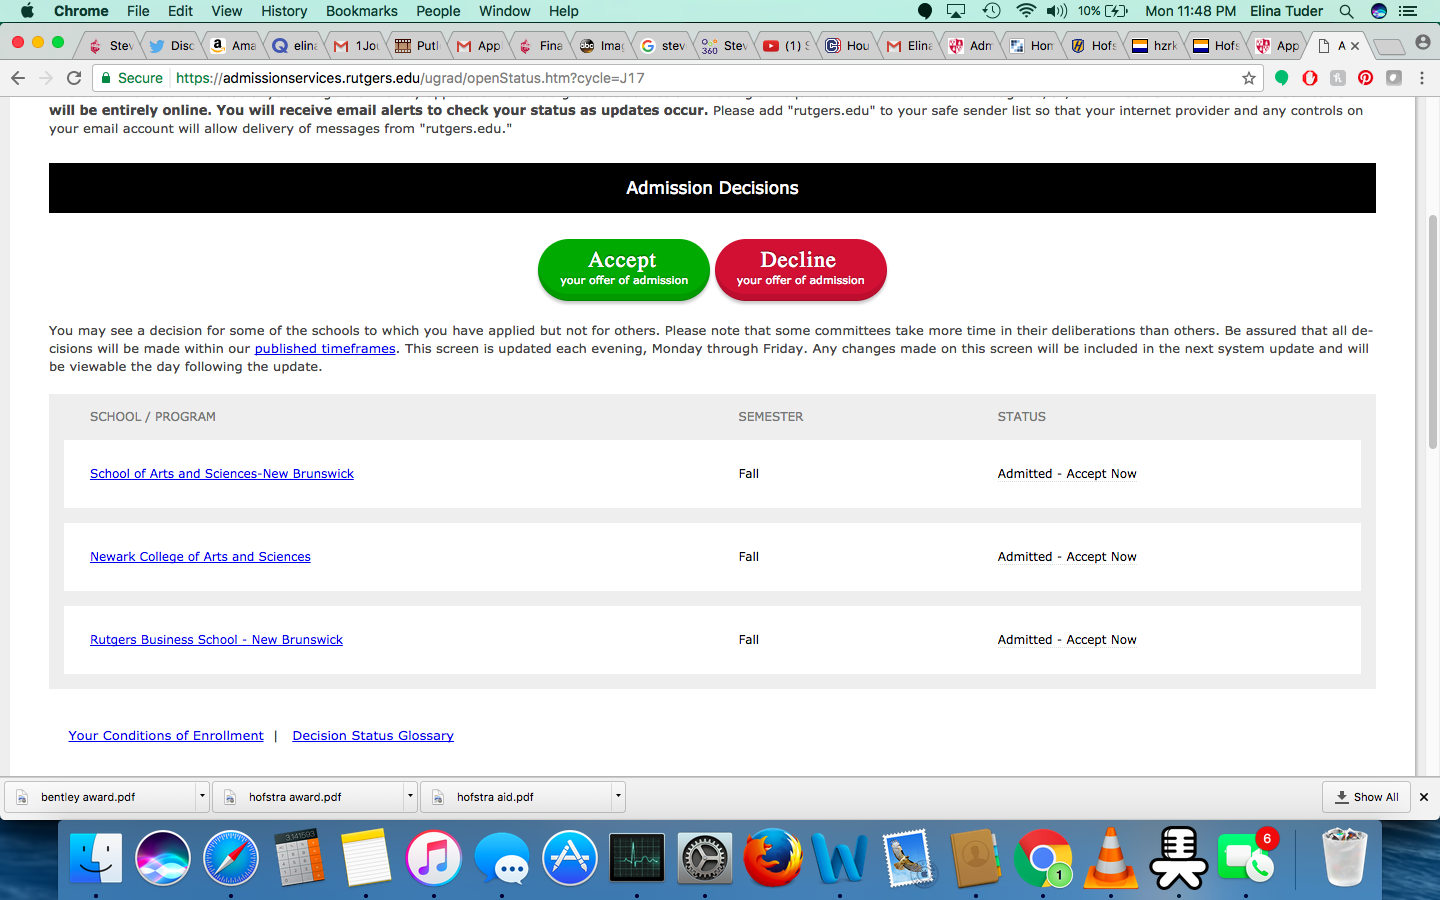 Chrome File Edit View History Bookmarks People Window Help 10% Mon 11:48 PM Elina Tuder
Stev Disc Ama elina 1Jou Putl App Fina Imag stev Stev (1) S Hou Elina Adm Hom Hofs hzrk Hofs App A
Secure https://admissionservices.rutgers.edu/ugrad/openStatus.htm?cycle=J17
will be entirely online. You will receive email alerts to check your status as updates occur. Please add "rutgers.edu" to your safe sender list so that your internet provider and any controls on
your email account will allow delivery of messages from "rutgers.edu."
Admission Decisions
Accept
your offer of admission
Decline
your offer of admission
You may see a decision for some of the schools to which you have applied but not for others. Please note that some committees take more time in their deliberations than others. Be assured that all de-
cisions will be made within our published timeframes. This screen is updated each evening, Monday through Friday. Any changes made on this screen will be included in the next system update and will
be viewable the day following the update.
SCHOOL / PROGRAM SEMESTER STATUS
School of Arts and Sciences-New Brunswick Fall Admitted - Accept Now
Newark College of Arts and Sciences Fall Admitted - Accept Now
Rutgers Business School - New Brunswick Fall Admitted - Accept Now
Your Conditions of Enrollment | Decision Status Glossary
bentley award.pdf hofstra award.pdf hofstra aid.pdf Show All
3.141593
1
6